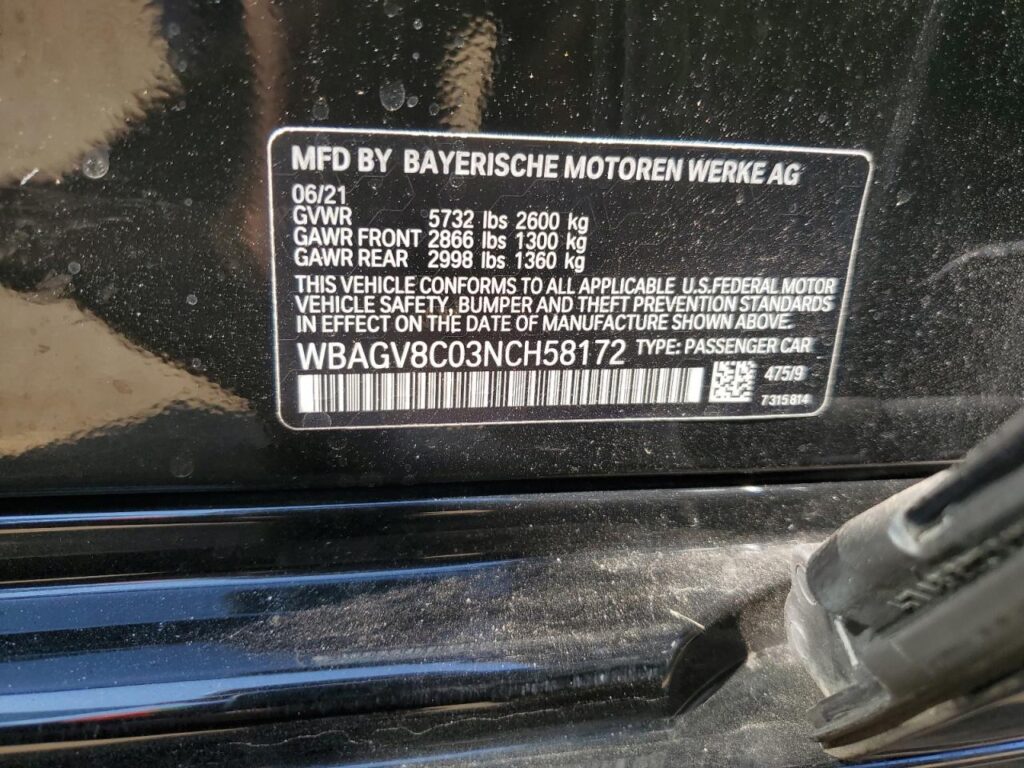 MFD BY BAYERISCHE MOTOREN WERKE AG
06/21
GVWR 5732 lbs 2600 kg
GAWR FRONT 2866 lbs 1300 kg
GAWR REAR 2998 lbs 1360 kg
THIS VEHICLE CONFORMS TO ALL APPLICABLE U.S.FEDERAL MOTOR
VEHICLE SAFETY, BUMPER AND THEFT PREVENTION STANDARDS
IN EFFECT ON THE DATE OF MANUFACTURE SHOWN ABOVE.
WBAGV8C03NCH58172 TYPE: PASSENGER CAR
475/9
7315814